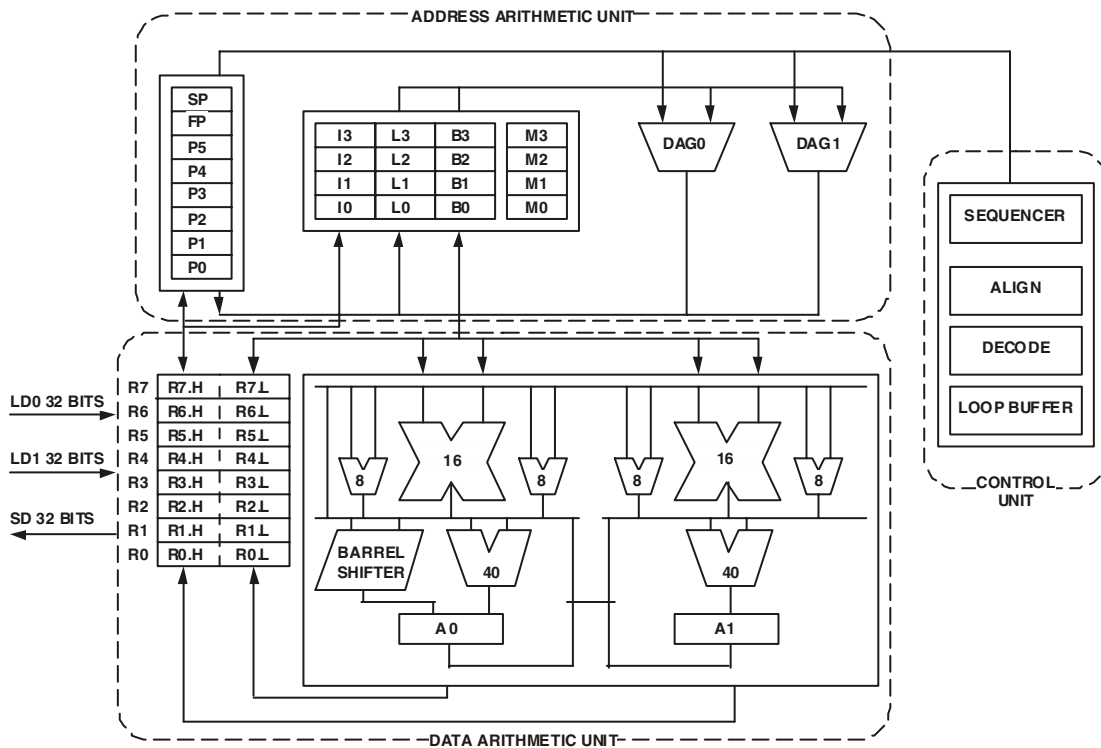 ADDRESS ARITHMETIC UNIT
SP
FP
P5
P4
P3
P2
P1
P0
I3 L3 B3 M3
I2 L2 B2 M2
I1 L1 B1 M1
I0 L0 B0 M0
DAG0
DAG1
SEQUENCER
ALIGN
DECODE
LOOP BUFFER
CONTROL
UNIT
LD0 32 BITS
LD1 32 BITS
SD 32 BITS
R7 R7.H R7.L
R6 R6.H R6.L
R5 R5.H R5.L
R4 R4.H R4.L
R3 R3.H R3.L
R2 R2.H R2.L
R1 R1.H R1.L
R0 R0.H R0.L
8 16 8 8 16 8
BARREL
SHIFTER
40
40
A0
A1
DATA ARITHMETIC UNIT